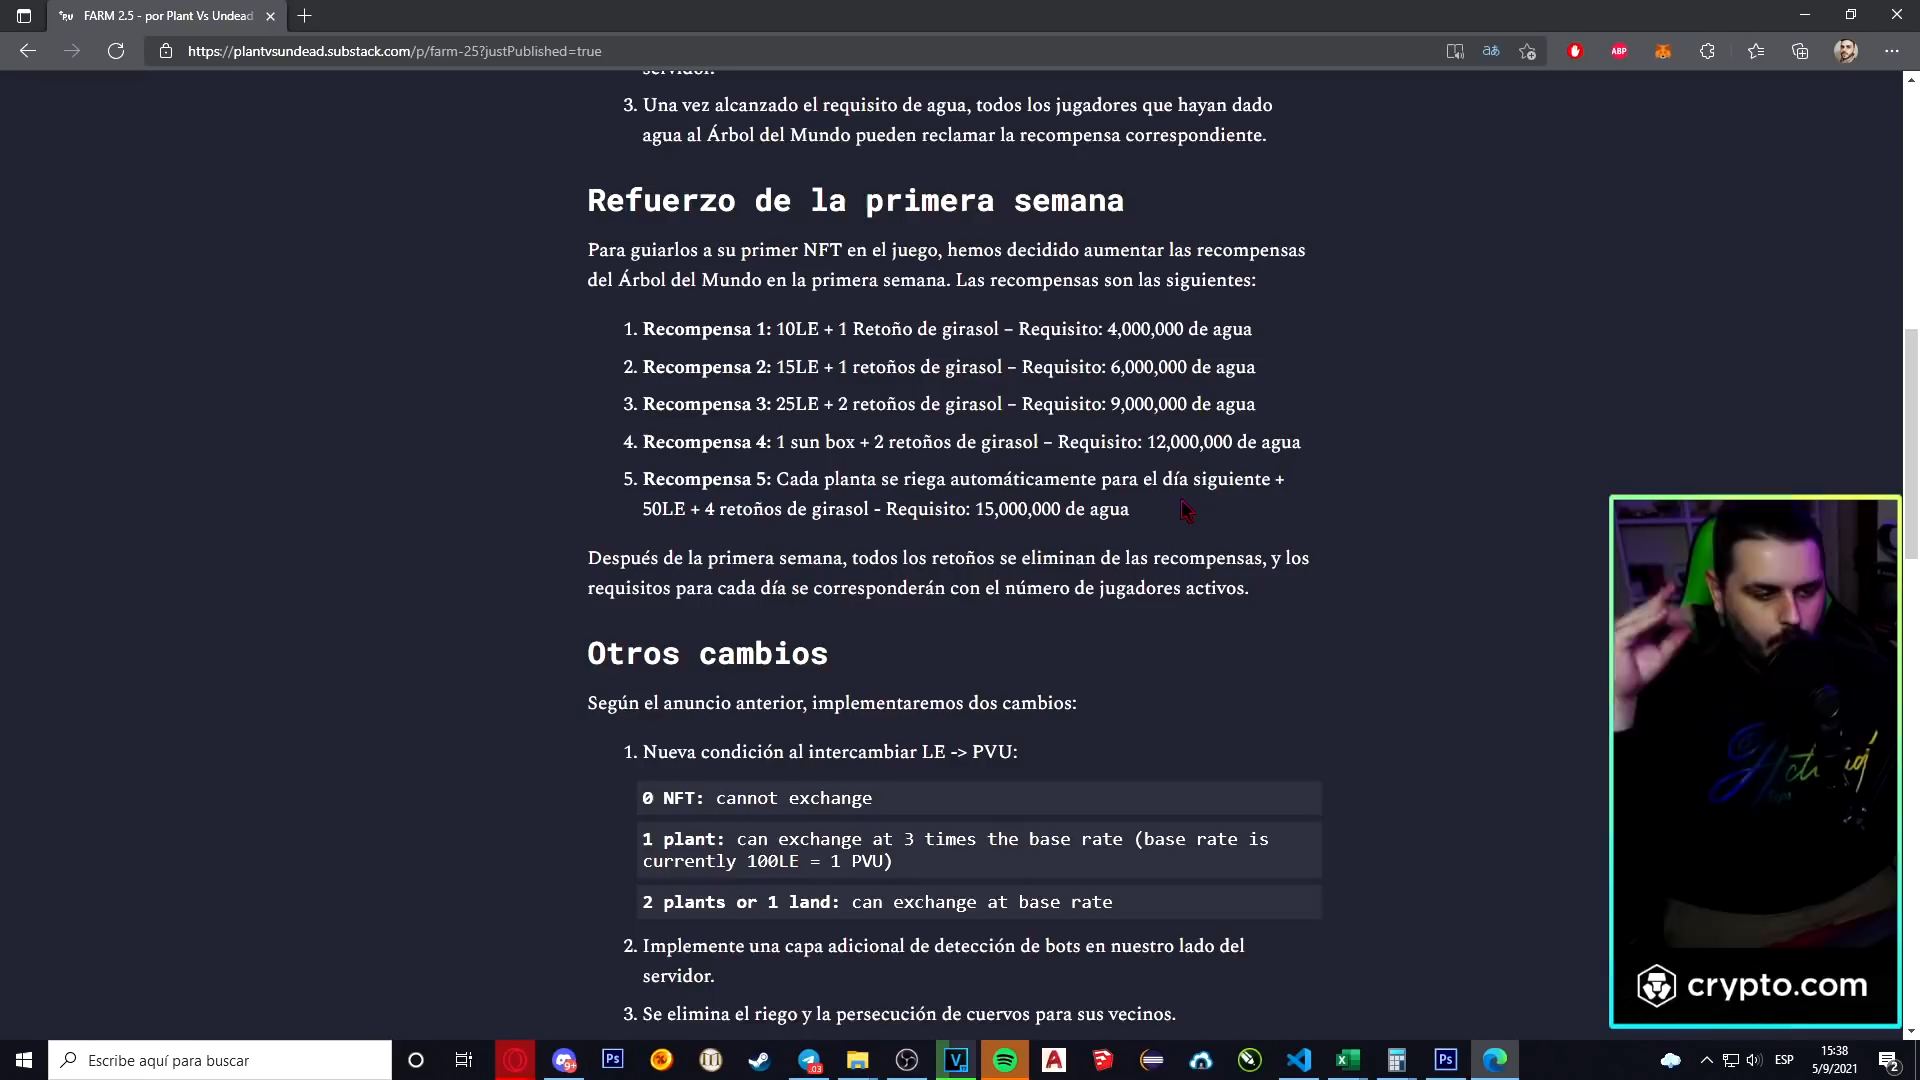 FARM 2.5 - por Plant Vs Undead
https://plantvsundead.substack.com/p/farm-25?justPublished=true
servidor.
3. Una vez alcanzado el requisito de agua, todos los jugadores que hayan dado
agua al Árbol del Mundo pueden reclamar la recompensa correspondiente.
Refuerzo de la primera semana
Para guiarlos a su primer NFT en el juego, hemos decidido aumentar las recompensas
del Árbol del Mundo en la primera semana. Las recompensas son las siguientes:
1. Recompensa 1: 10LE + 1 Retoño de girasol – Requisito: 4,000,000 de agua
2. Recompensa 2: 15LE + 1 retoños de girasol – Requisito: 6,000,000 de agua
3. Recompensa 3: 25LE + 2 retoños de girasol – Requisito: 9,000,000 de agua
4. Recompensa 4: 1 sun box + 2 retoños de girasol – Requisito: 12,000,000 de agua
5. Recompensa 5: Cada planta se riega automáticamente para el día siguiente +
50LE + 4 retoños de girasol - Requisito: 15,000,000 de agua
Después de la primera semana, todos los retoños se eliminan de las recompensas, y los
requisitos para cada día se corresponderán con el número de jugadores activos.
Otros cambios
Según el anuncio anterior, implementaremos dos cambios:
1. Nueva condición al intercambiar LE -> PVU:
0 NFT: cannot exchange
1 plant: can exchange at 3 times the base rate (base rate is
currently 100LE = 1 PVU)
2 plants or 1 land: can exchange at base rate
2. Implemente una capa adicional de detección de bots en nuestro lado del
servidor.
3. Se elimina el riego y la persecución de cuervos para sus vecinos.
crypto.com
Escribe aquí para buscar
ESP
15:38
5/9/2021